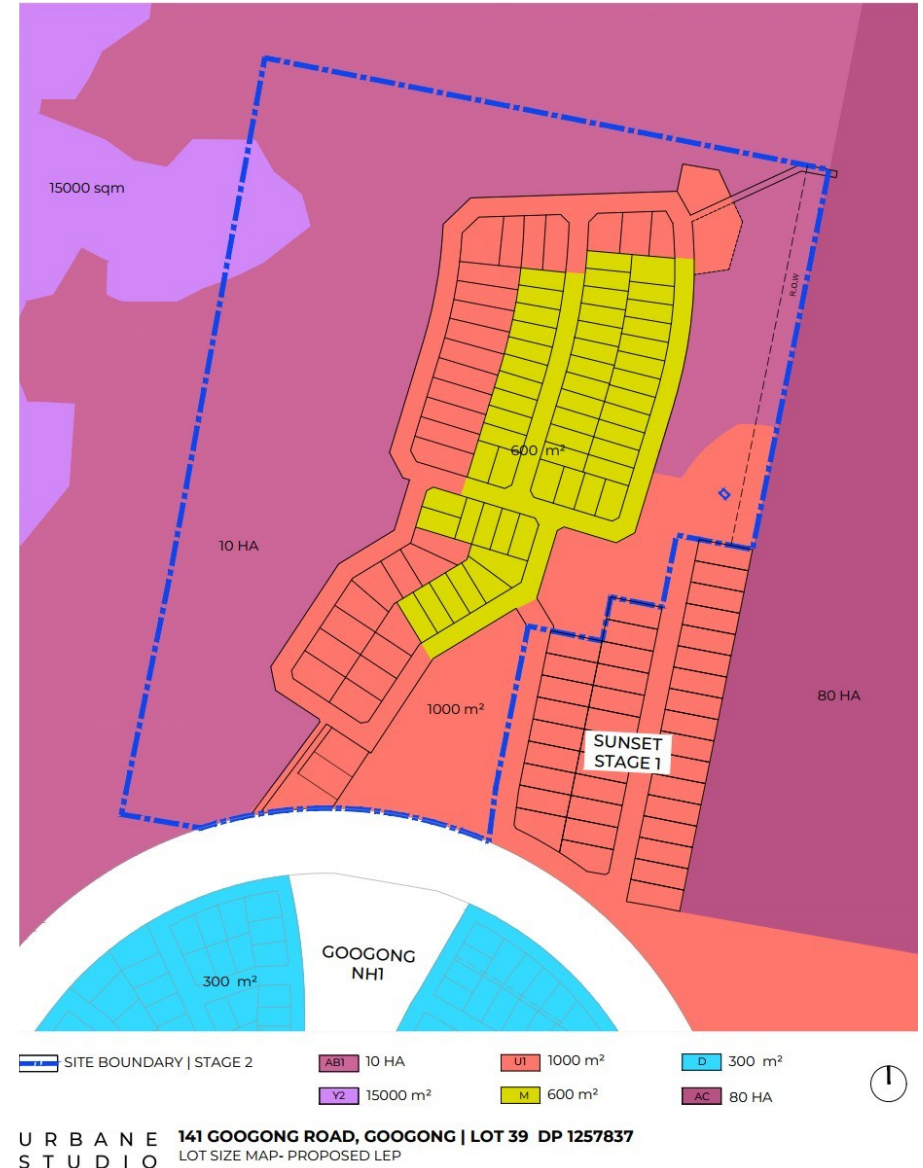 15000 sqm
R.O.W
600 m²
10 HA
1000 m²
80 HA
SUNSET
STAGE 1
GOOGONG
NH1
300 m²
SITE BOUNDARY | STAGE 2
AB1 10 HA
U1 1000 m²
D 300 m²
Y2 15000 m²
M 600 m²
AC 80 HA
URBANE
STUDIO
141 GOOGONG ROAD, GOOGONG | LOT 39 DP 1257837
LOT SIZE MAP- PROPOSED LEP